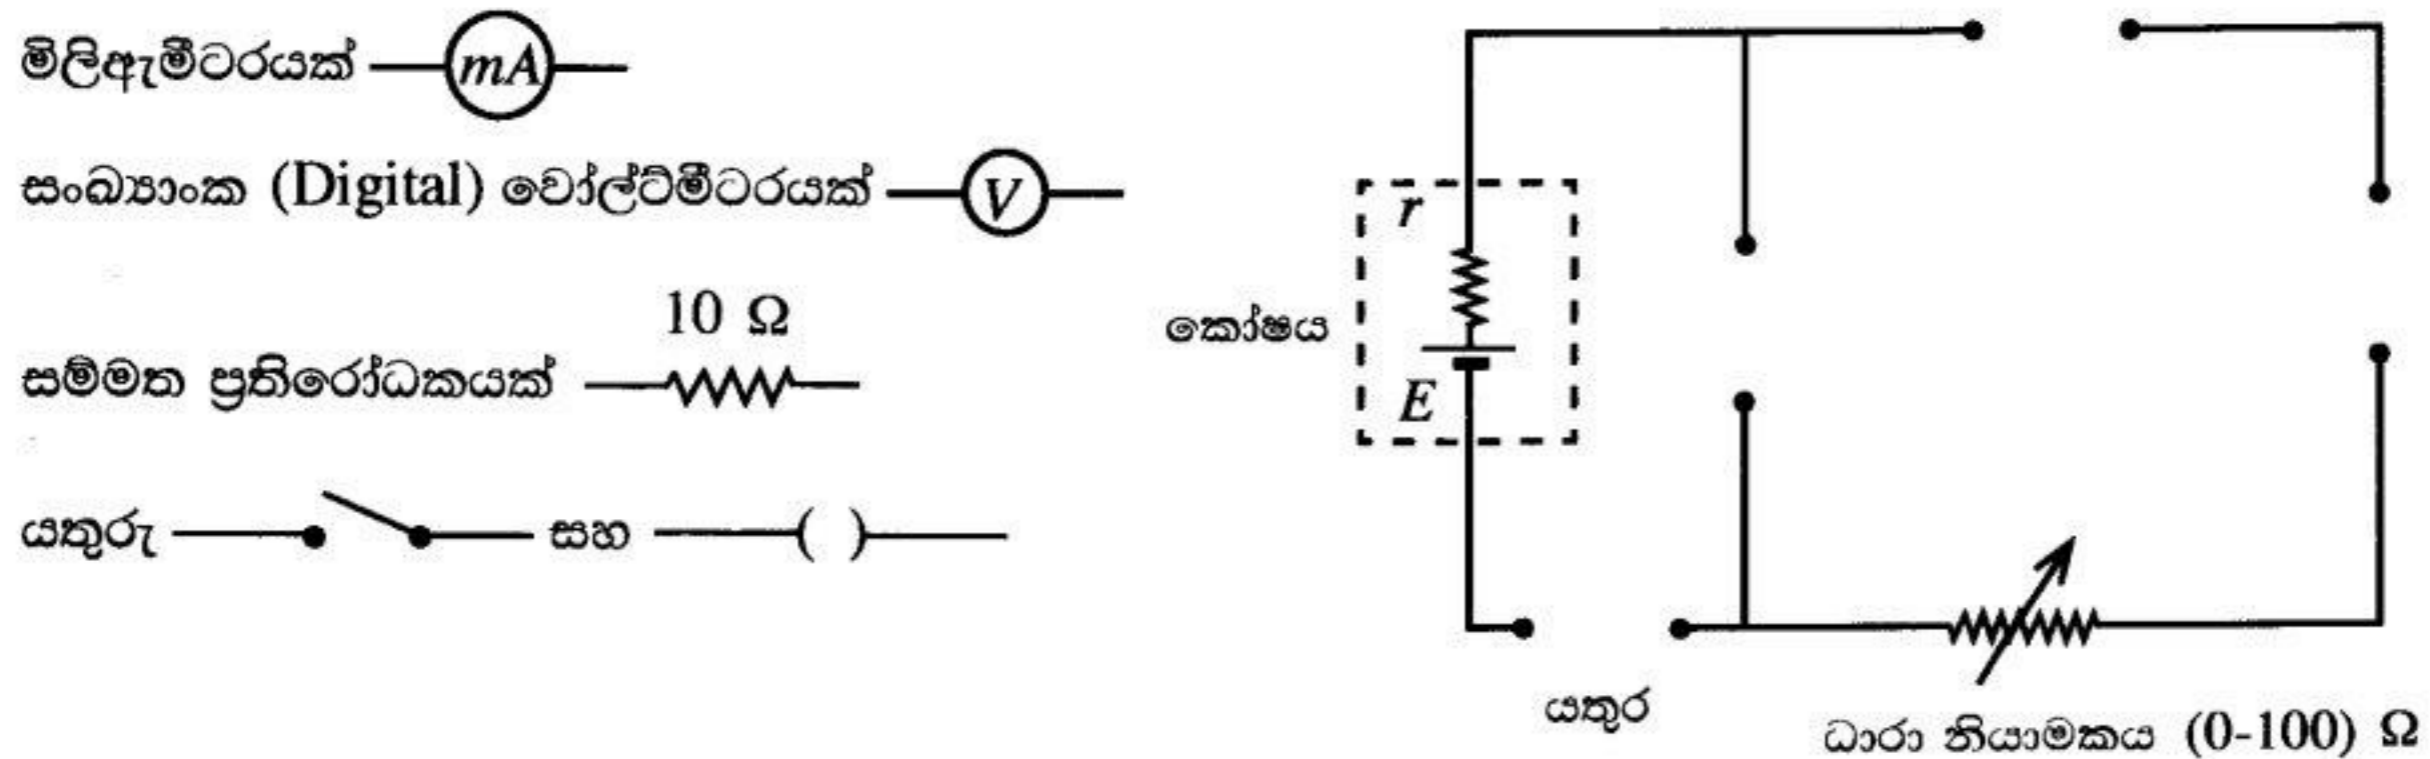 මිලිඇමීටරයක් mA
සංඛ්‍යාංක (Digital) වෝල්ට්මීටරයක් V
10 Ω
සම්මත ප්‍රතිරෝධකයක්
යතුරු සහ ( )
r
කෝෂය
E
යතුර
ධාරා නියාමකය (0-100) Ω